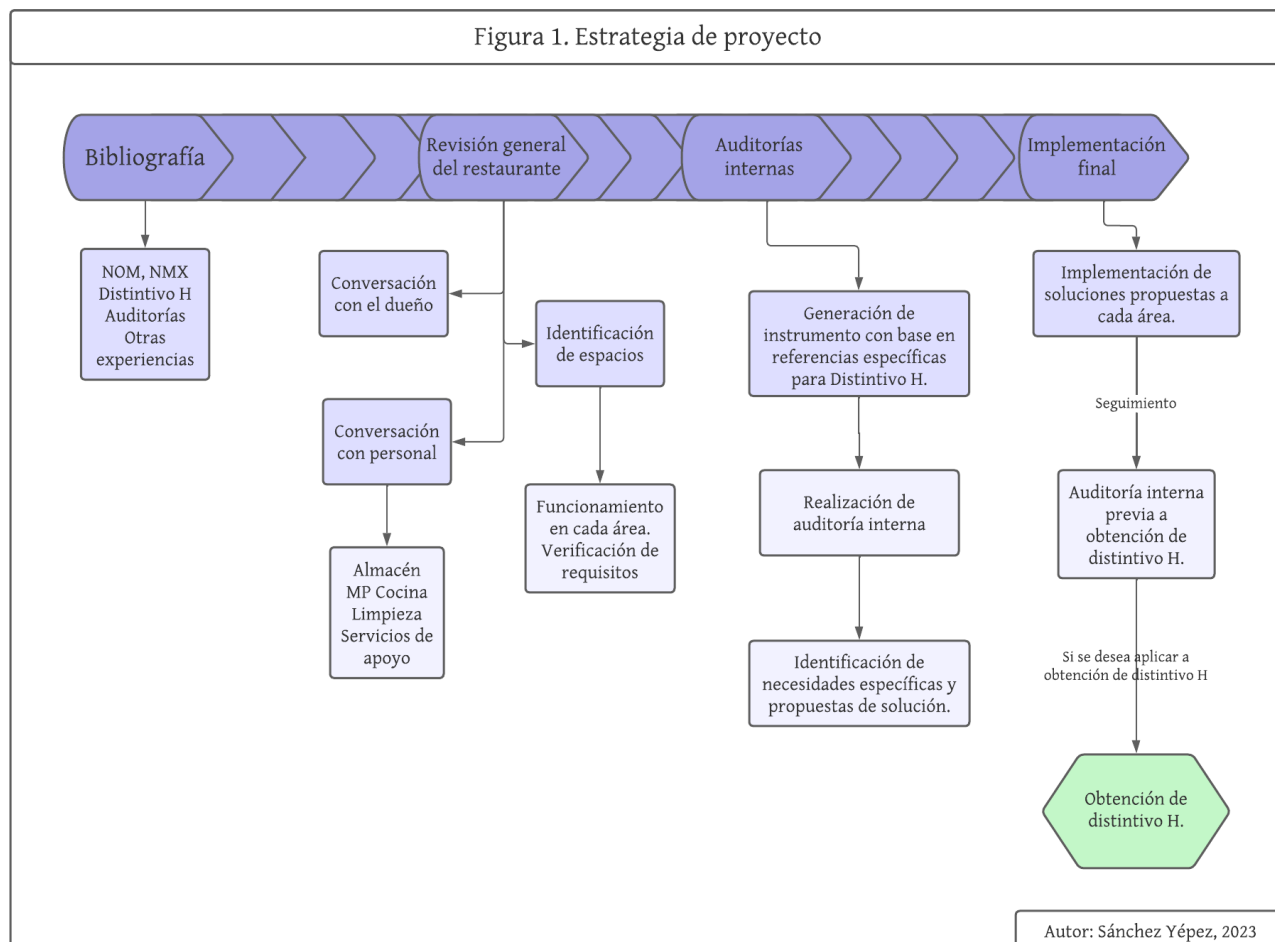 Figura 1. Estrategia de proyecto
Bibliografía
Revisión general
del restaurante
Auditorías
internas
Implementación
final
NOM, NMX
Distintivo H
Auditorías
Otras
experiencias
Conversación
con el dueño
Identificación
de espacios
Conversación
con personal
Funcionamiento
en cada área.
Verificación de
requisitos
Almacén
MP Cocina
Limpieza
Servicios de
apoyo
Generación de
instrumento con base en
referencias específicas
para Distintivo H.
Realización de
auditoría interna
Identificación de
necesidades específicas y
propuestas de solución.
Implementación de
soluciones propuestas a
cada área.
Seguimiento
Auditoría interna
previa a
obtención de
distintivo H.
Si se desea aplicar a
obtención de distintivo H
Obtención de
distintivo H.
Autor: Sánchez Yépez, 2023